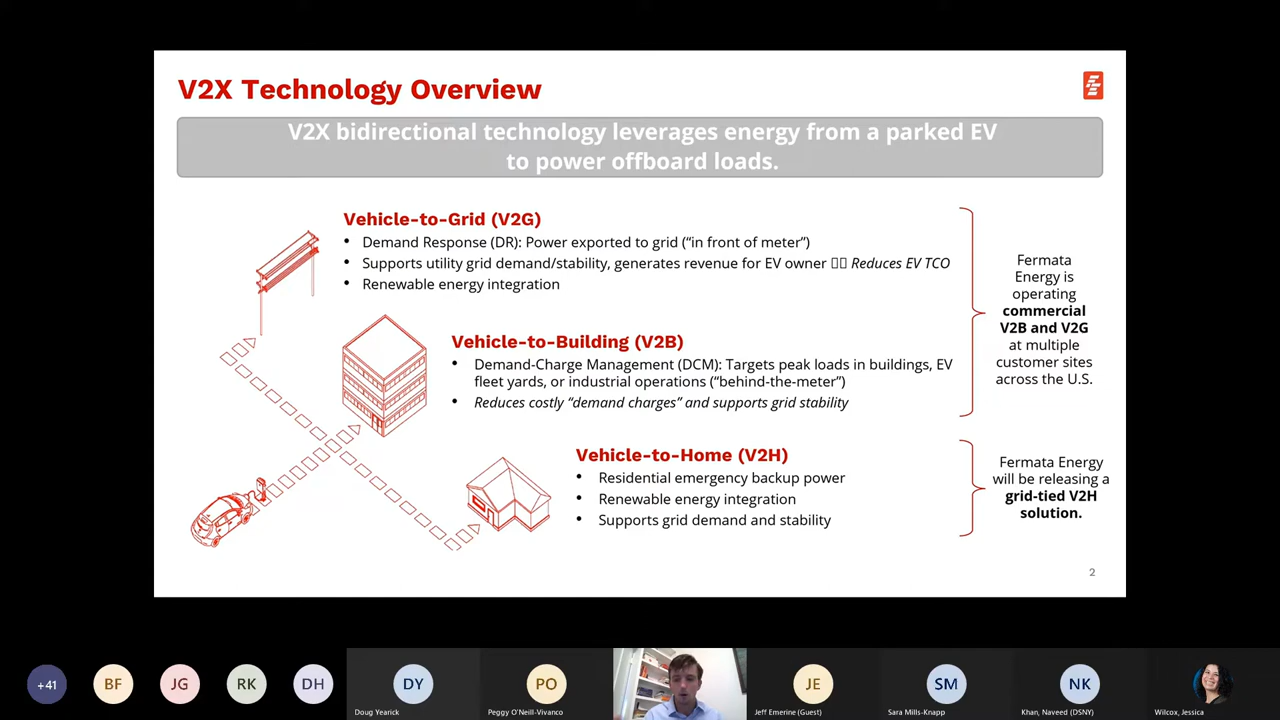 V2X Technology Overview
V2X bidirectional technology leverages energy from a parked EV
to power offboard loads.
Vehicle-to-Grid (V2G)
• Demand Response (DR): Power exported to grid (“in front of meter”)
• Supports utility grid demand/stability, generates revenue for EV owner ▯▯ Reduces EV TCO
• Renewable energy integration
Vehicle-to-Building (V2B)
• Demand-Charge Management (DCM): Targets peak loads in buildings, EV
fleet yards, or industrial operations (“behind-the-meter”)
• Reduces costly “demand charges” and supports grid stability
Vehicle-to-Home (V2H)
• Residential emergency backup power
• Renewable energy integration
• Supports grid demand and stability
Fermata
Energy is
operating
commercial
V2B and V2G
at multiple
customer sites
across the U.S.
Fermata Energy
will be releasing a
grid-tied V2H
solution.
2
+41
BF
JG
RK
DH
DY
PO
JE
SM
NK
Doug Yearick
Peggy O'Neill-Vivanco
Jeff Emerine (Guest)
Sara Mills-Knapp
Khan, Naveed (DSNY)
Wilcox, Jessica